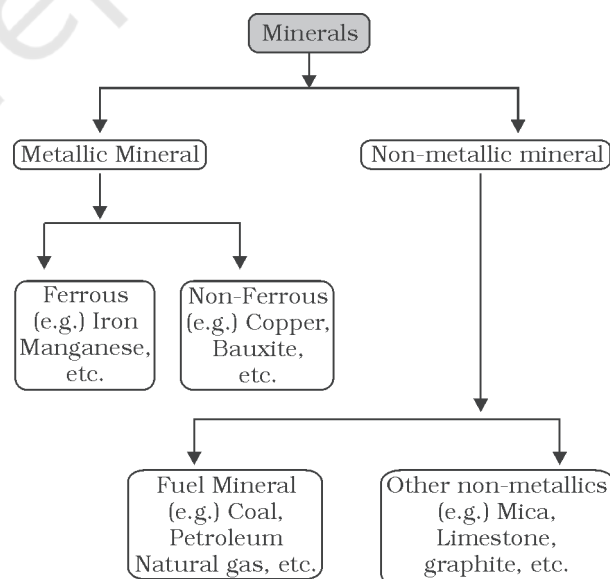 Minerals
Metallic Mineral
Non-metallic mineral
Ferrous
(e.g.) Iron
Manganese,
etc.
Non-Ferrous
(e.g.) Copper,
Bauxite,
etc.
Fuel Mineral
(e.g.) Coal,
Petroleum
Natural gas, etc.
Other non-metallics
(e.g.) Mica,
Limestone,
graphite, etc.